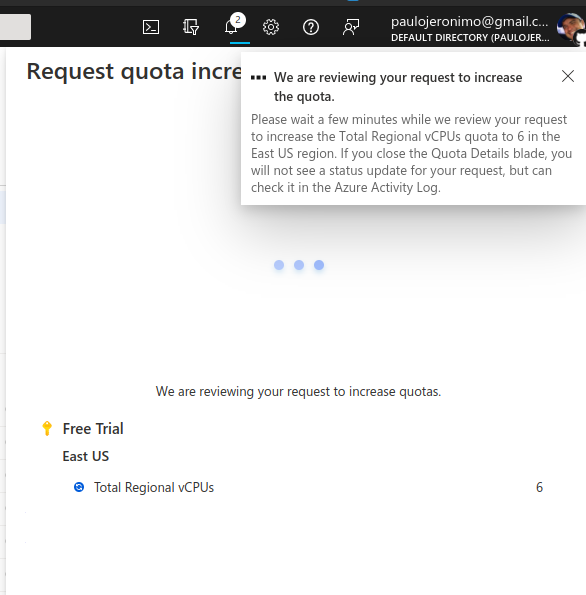 2
paulojeronimo@gmail.c...
DEFAULT DIRECTORY (PAULOJER...
Request quota incre
We are reviewing your request to increase
the quota.
Please wait a few minutes while we review your request
to increase the Total Regional vCPUs quota to 6 in the
East US region. If you close the Quota Details blade, you
will not see a status update for your request, but can
check it in the Azure Activity Log.
We are reviewing your request to increase quotas.
Free Trial
East US
Total Regional vCPUs 6